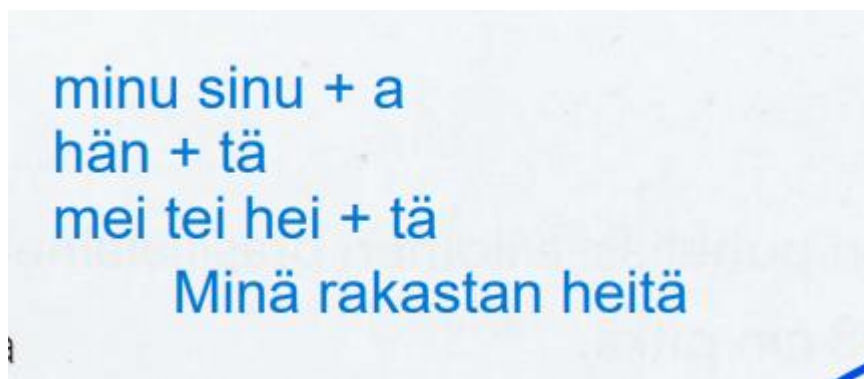 minu sinu + a
hän + tä
mei tei hei + tä
Minä rakastan heitä